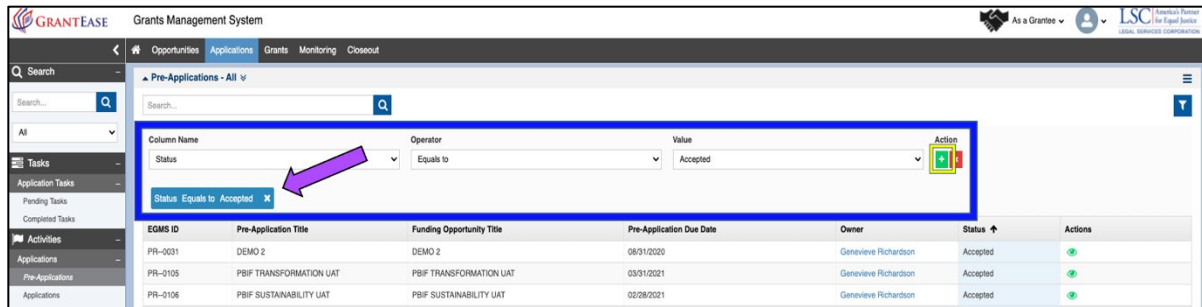 GRANTEASE Grants Management System As a Grantee LSC America's Partner for Equal Justice
LEGAL SERVICES CORPORATION
Opportunities Applications Grants Monitoring Closeout
Search
Pre-Applications - All
Search... Search...
All
Column Name Operator Value Action
Status Equals to Accepted
Tasks
Application Tasks
Pending Tasks
Status Equals to Accepted x
Completed Tasks
EGMS ID Pre-Application Title Funding Opportunity Title Pre-Application Due Date Owner Status Actions
Activities
Applications
PR--0031 DEMO 2 DEMO 2 08/31/2020 Genevieve Richardson Accepted
Pre-Applications
PR--0105 PBIF TRANSFORMATION UAT PBIF TRANSFORMATION UAT 03/31/2021 Genevieve Richardson Accepted
Applications
PR--0106 PBIF SUSTAINABILITY UAT PBIF SUSTAINABILITY UAT 02/28/2021 Genevieve Richardson Accepted